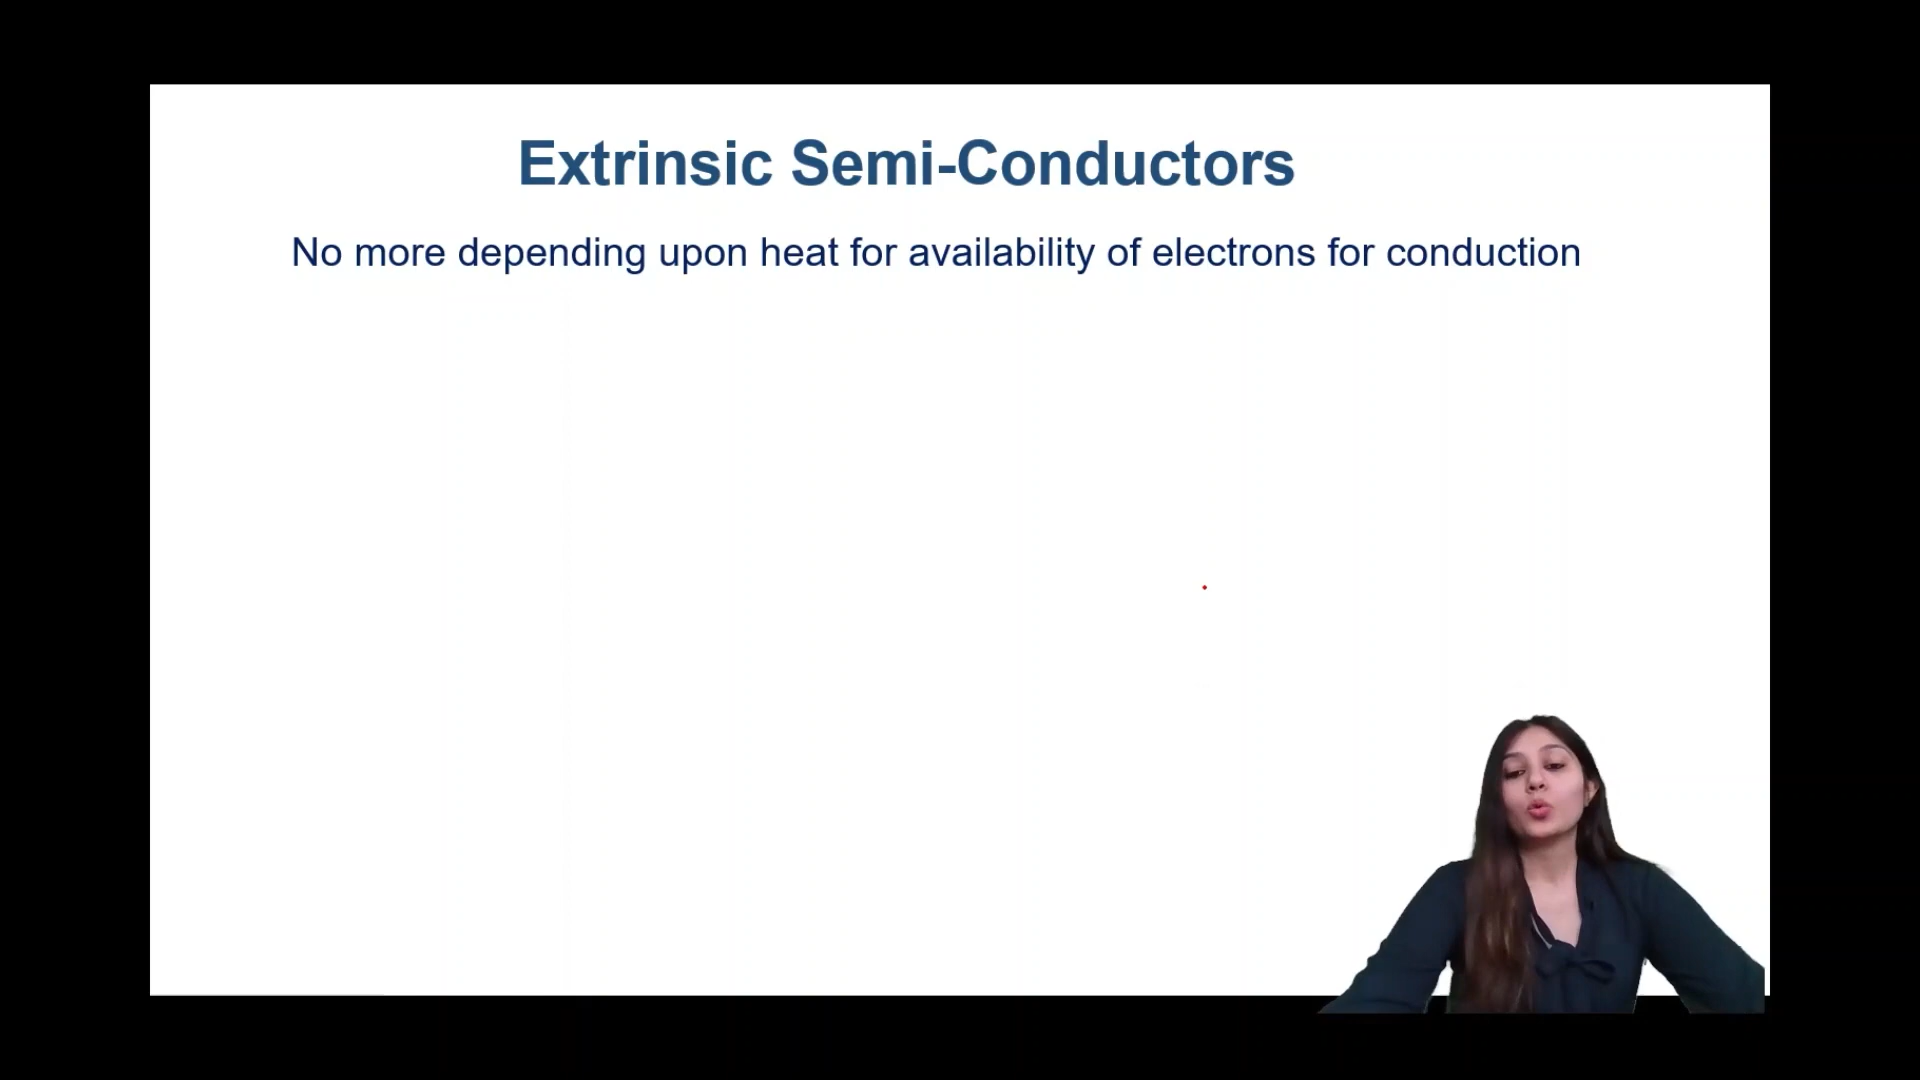 Extrinsic Semi-Conductors
No more depending upon heat for availability of electrons for conduction